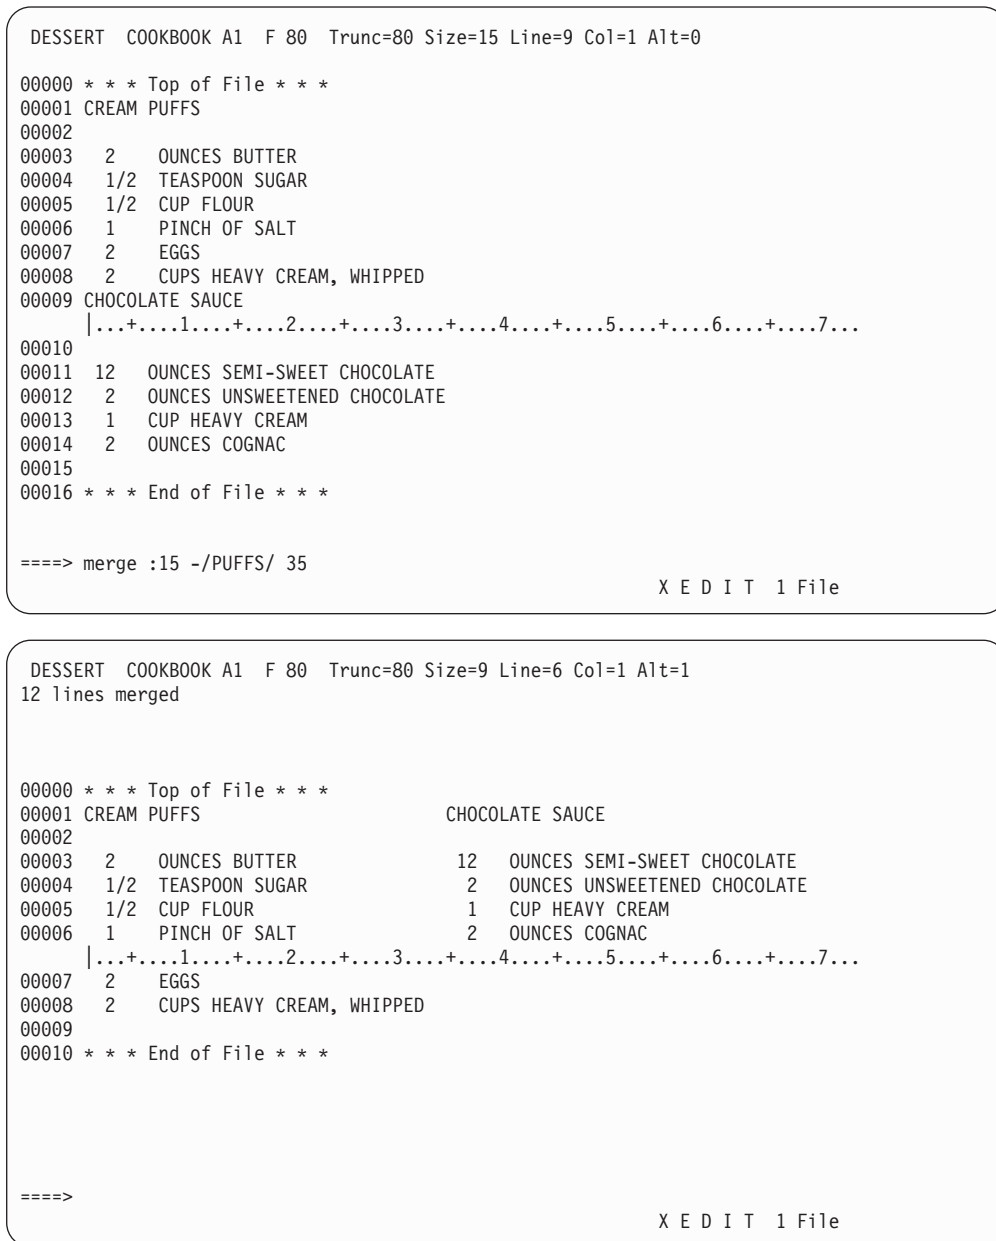 DESSERT  COOKBOOK A1  F 80  Trunc=80 Size=15 Line=9 Col=1 Alt=0
00000 * * * Top of File * * *
00001 CREAM PUFFS
00002
00003   2    OUNCES BUTTER
00004   1/2  TEASPOON SUGAR
00005   1/2  CUP FLOUR
00006   1    PINCH OF SALT
00007   2    EGGS
00008   2    CUPS HEAVY CREAM, WHIPPED
00009 CHOCOLATE SAUCE
      |...+....1....+....2....+....3....+....4....+....5....+....6....+....7...
00010
00011  12   OUNCES SEMI-SWEET CHOCOLATE
00012   2   OUNCES UNSWEETENED CHOCOLATE
00013   1   CUP HEAVY CREAM
00014   2   OUNCES COGNAC
00015
00016 * * * End of File * * *
====> merge :15 -/PUFFS/ 35
X E D I T  1 File
DESSERT  COOKBOOK A1  F 80  Trunc=80 Size=9 Line=6 Col=1 Alt=1
12 lines merged
00000 * * * Top of File * * *
00001 CREAM PUFFS                       CHOCOLATE SAUCE
00002
00003   2    OUNCES BUTTER               12   OUNCES SEMI-SWEET CHOCOLATE
00004   1/2  TEASPOON SUGAR               2   OUNCES UNSWEETENED CHOCOLATE
00005   1/2  CUP FLOUR                    1   CUP HEAVY CREAM
00006   1    PINCH OF SALT                2   OUNCES COGNAC
      |...+....1....+....2....+....3....+....4....+....5....+....6....+....7...
00007   2    EGGS
00008   2    CUPS HEAVY CREAM, WHIPPED
00009
00010 * * * End of File * * *
====>
X E D I T  1 File